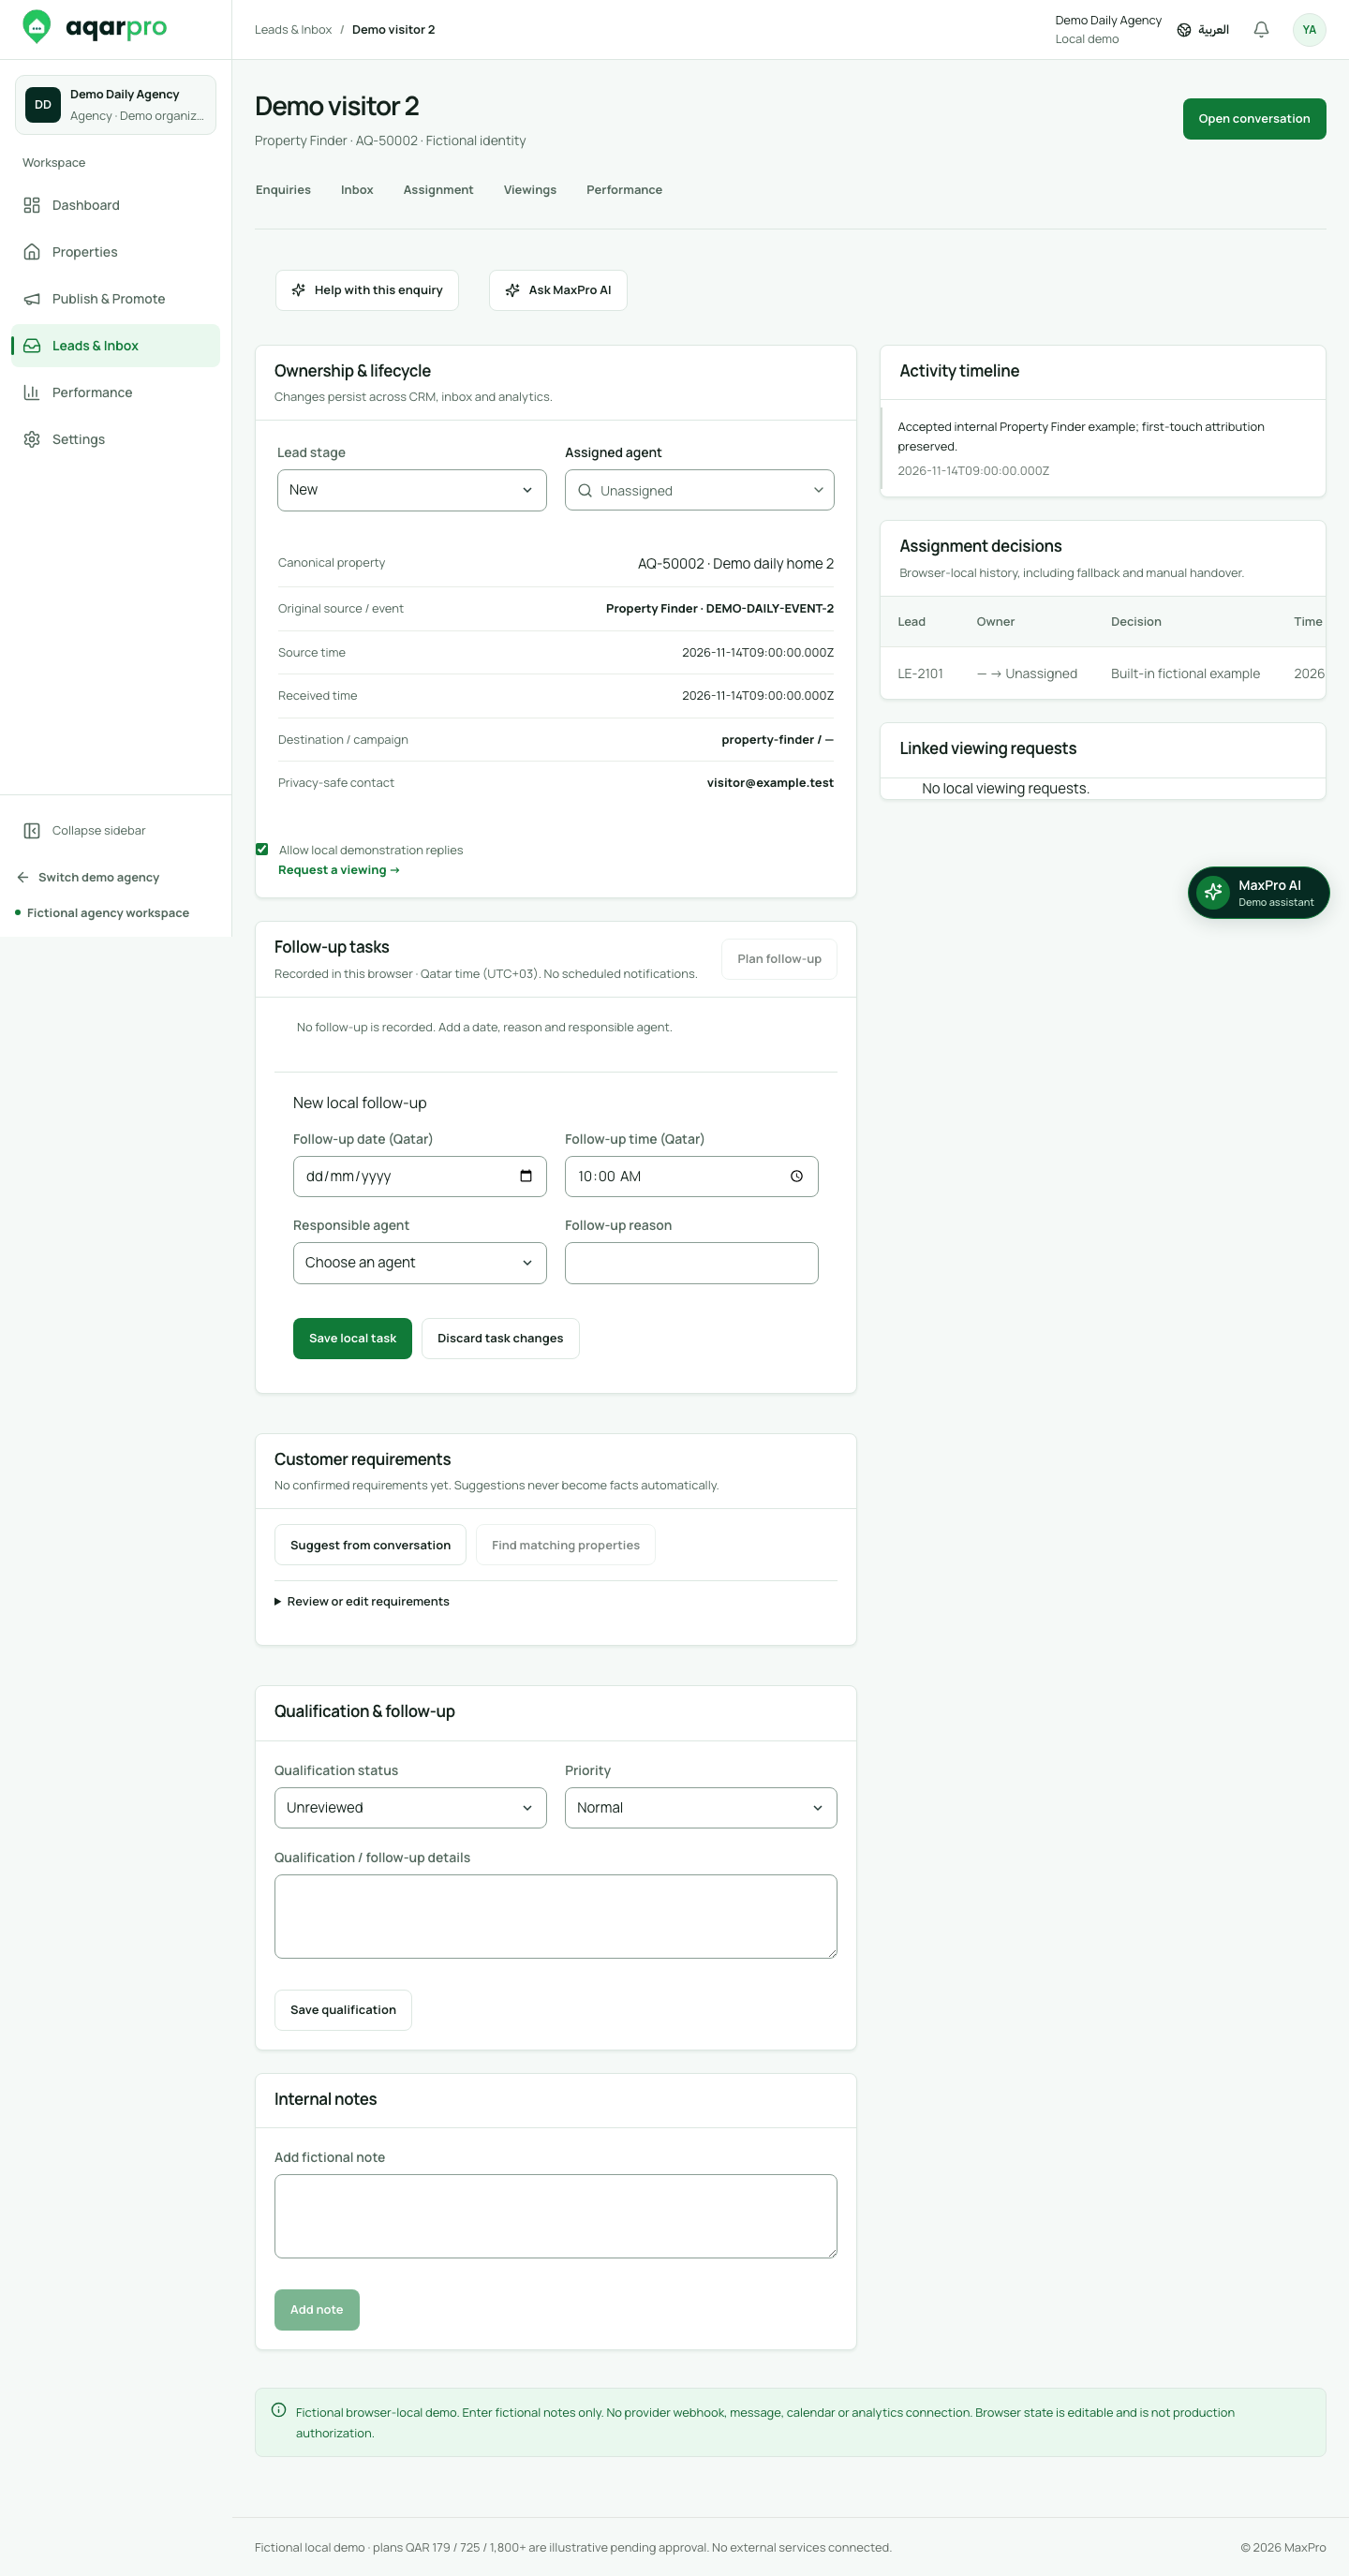 aqarpro
Leads & Inbox / Demo visitor 2
Demo Daily Agency
Local demo
العربية
YA
DD
Demo Daily Agency
Agency · Demo organiz...
Workspace
Dashboard
Properties
Publish & Promote
Leads & Inbox
Performance
Settings
Collapse sidebar
Switch demo agency
Fictional agency workspace
Demo visitor 2
Property Finder · AQ-50002 · Fictional identity
Open conversation
Enquiries Inbox Assignment Viewings Performance
Help with this enquiry
Ask MaxPro AI
Ownership & lifecycle
Changes persist across CRM, inbox and analytics.
Lead stage
New
Assigned agent
Unassigned
Canonical property AQ-50002 · Demo daily home 2
Original source / event Property Finder · DEMO-DAILY-EVENT-2
Source time 2026-11-14T09:00:00.000Z
Received time 2026-11-14T09:00:00.000Z
Destination / campaign property-finder / —
Privacy-safe contact visitor@example.test
Allow local demonstration replies
Request a viewing →
Activity timeline
Accepted internal Property Finder example; first-touch attribution
preserved.
2026-11-14T09:00:00.000Z
Assignment decisions
Browser-local history, including fallback and manual handover.
Lead Owner Decision Time
LE-2101 — → Unassigned Built-in fictional example 2026
Linked viewing requests
No local viewing requests.
MaxPro AI
Demo assistant
Follow-up tasks
Recorded in this browser · Qatar time (UTC+03). No scheduled notifications.
Plan follow-up
No follow-up is recorded. Add a date, reason and responsible agent.
New local follow-up
Follow-up date (Qatar)
dd/mm/yyyy
Follow-up time (Qatar)
10:00 AM
Responsible agent
Choose an agent
Follow-up reason
Save local task
Discard task changes
Customer requirements
No confirmed requirements yet. Suggestions never become facts automatically.
Suggest from conversation
Find matching properties
Review or edit requirements
Qualification & follow-up
Qualification status
Unreviewed
Priority
Normal
Qualification / follow-up details
Save qualification
Internal notes
Add fictional note
Add note
Fictional browser-local demo. Enter fictional notes only. No provider webhook, message, calendar or analytics connection. Browser state is editable and is not production
authorization.
Fictional local demo · plans QAR 179 / 725 / 1,800+ are illustrative pending approval. No external services connected.
© 2026 MaxPro